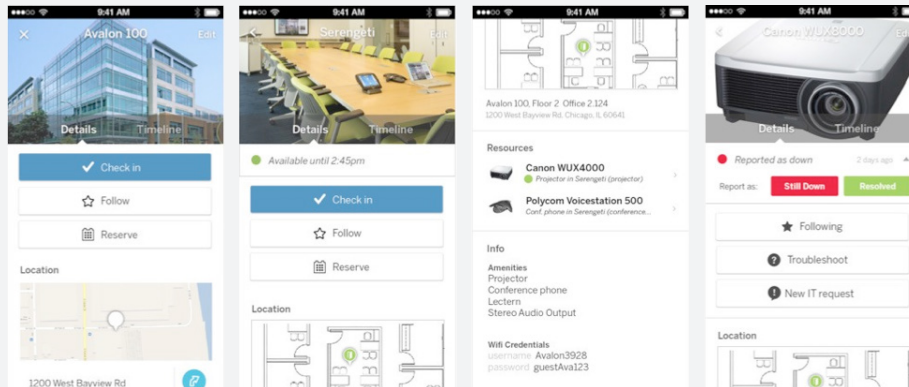 9:41 AM
Avalon 100
Edit
Details
Timeline
Check in
Follow
Reserve
Location
1200 West Bayview Rd
9:41 AM
Serengeti
Edit
Details
Timeline
Available until 2:45pm
Check in
Follow
Reserve
Location
9:41 AM
Avalon 100, Floor 2 Office 2.124
1200 West Bayview Rd. Chicago, IL 60641
Resources
Canon WUX4000
Projector in Serengeti (projector)
Polycom Voicestation 500
Conf. phone in Serengeti (conference...
Info
Amenities
Projector
Conference phone
Lectern
Stereo Audio Output
Wifi Credentials
username Avalon3928
password guestAva123
9:41 AM
Canon WUX8000
Edit
Details
Timeline
Reported as down 2 days ago
Report as: Still Down Resolved
Following
Troubleshoot
New IT request
Location